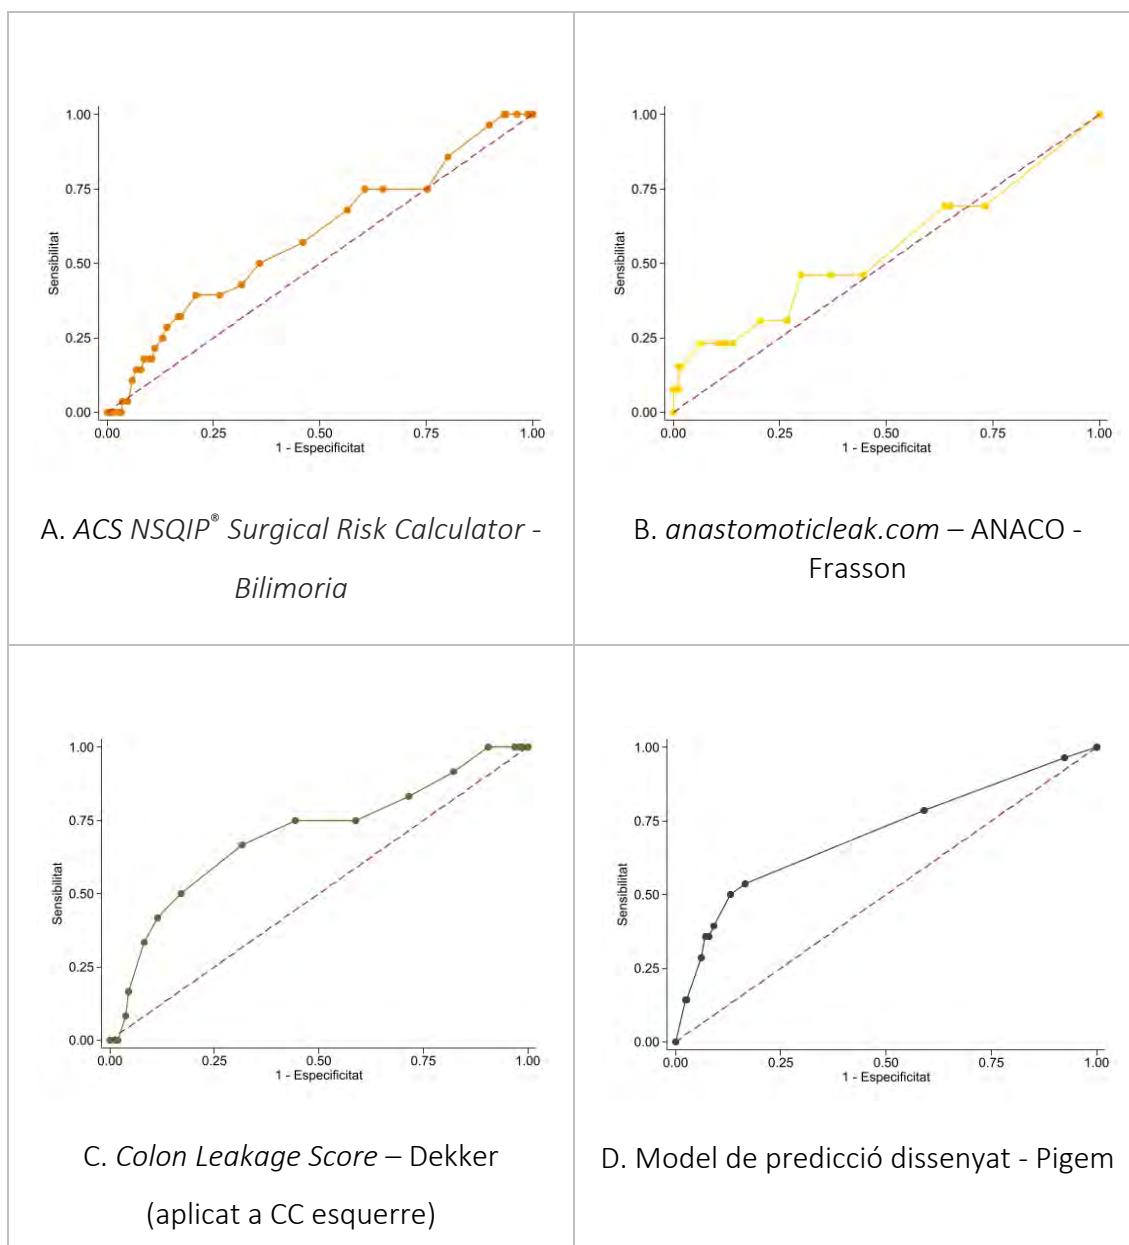 1.00
0.75
0.50
0.25
0.00
Sensibilitat
0.00 0.25 0.50 0.75 1.00
1 - Especificitat
A. ACS NSQIP® Surgical Risk Calculator -
Bilimoria
1.00
0.75
0.50
0.25
0.00
Sensibilitat
0.00 0.25 0.50 0.75 1.00
1 - Especificitat
B. anastomoticleak.com – ANACO -
Frasson
1.00
0.75
0.50
0.25
0.00
Sensibilitat
0.00 0.25 0.50 0.75 1.00
1 - Especificitat
C. Colon Leakage Score – Dekker
(aplicat a CC esquerre)
1.00
0.75
0.50
0.25
0.00
Sensibilitat
0.00 0.25 0.50 0.75 1.00
1 - Especificitat
D. Model de predicció dissenyat - Pigem